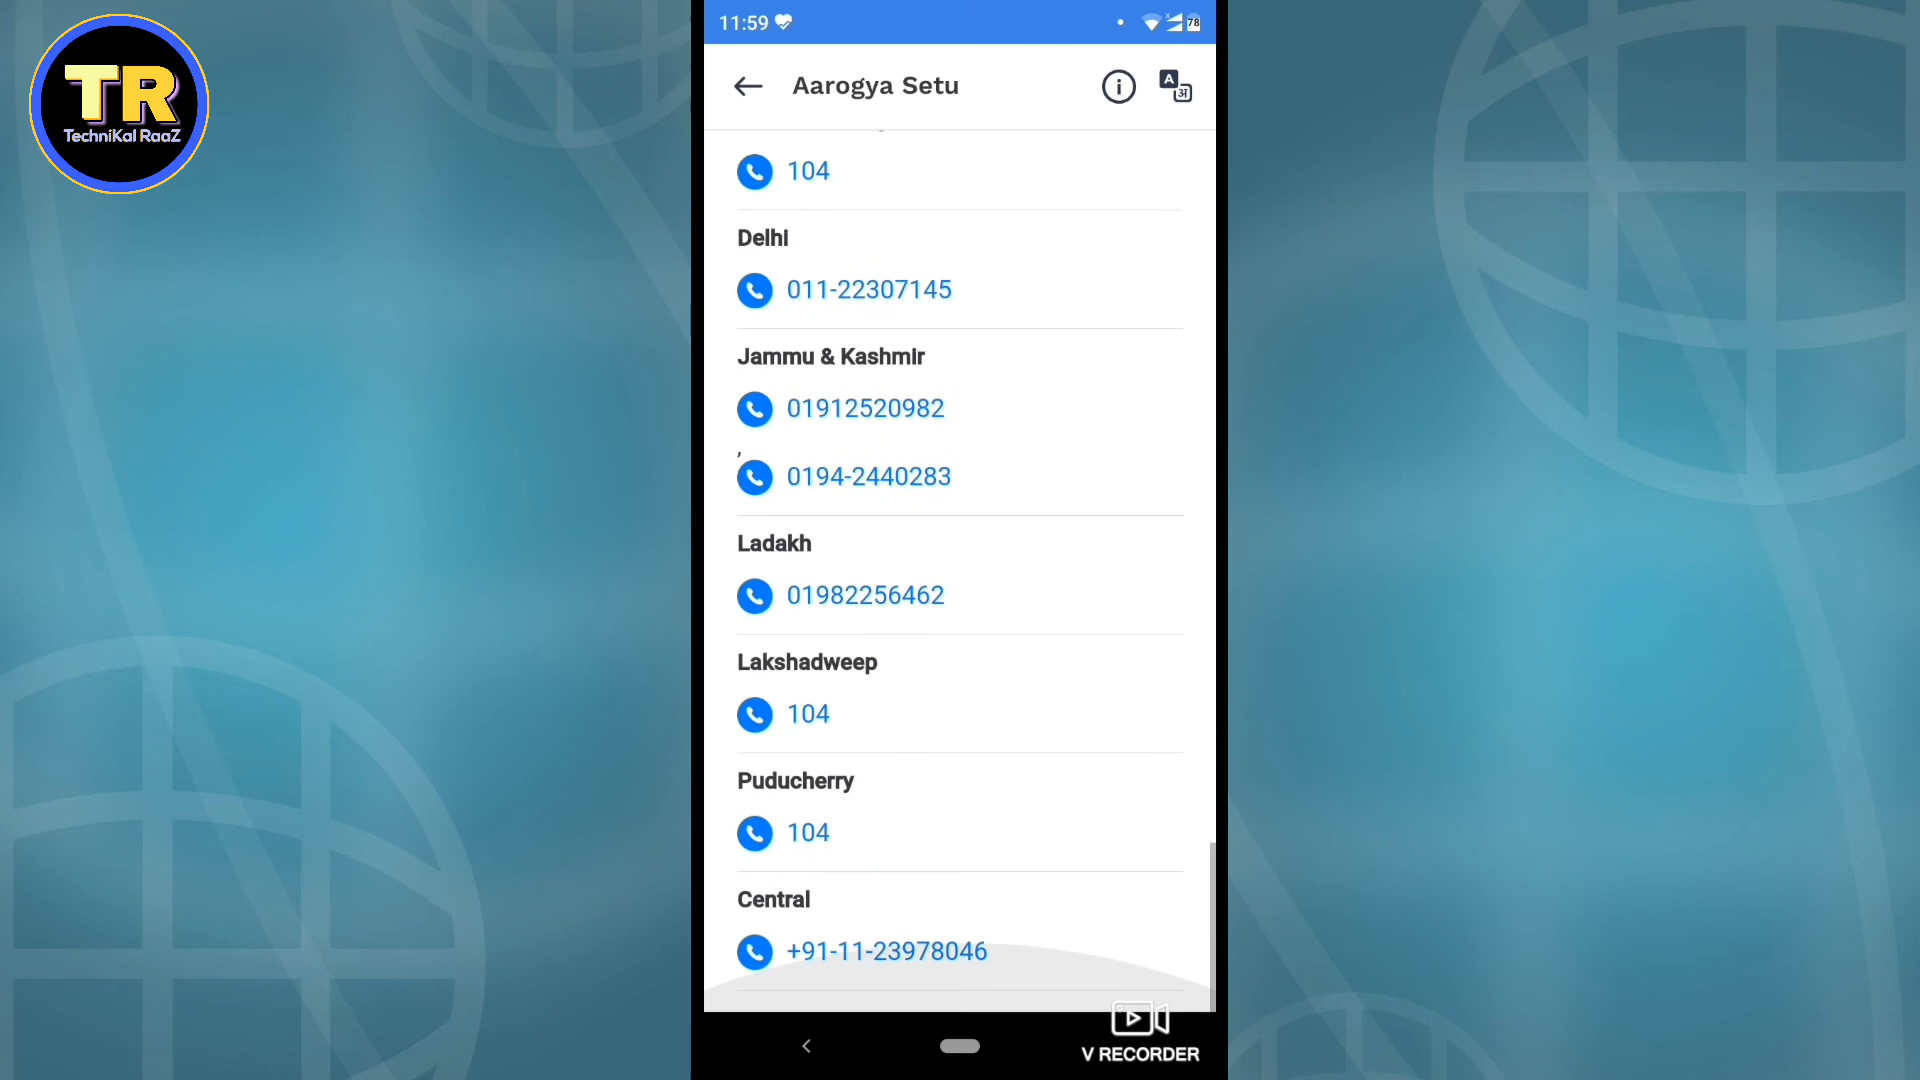 TR
TechniKal RaaZ
11:59
78
Aarogya Setu
A
अ
104
Delhi
011-22307145
Jammu & Kashmir
01912520982
,
0194-2440283
Ladakh
01982256462
Lakshadweep
104
Puducherry
104
Central
+91-11-23978046
V RECORDER